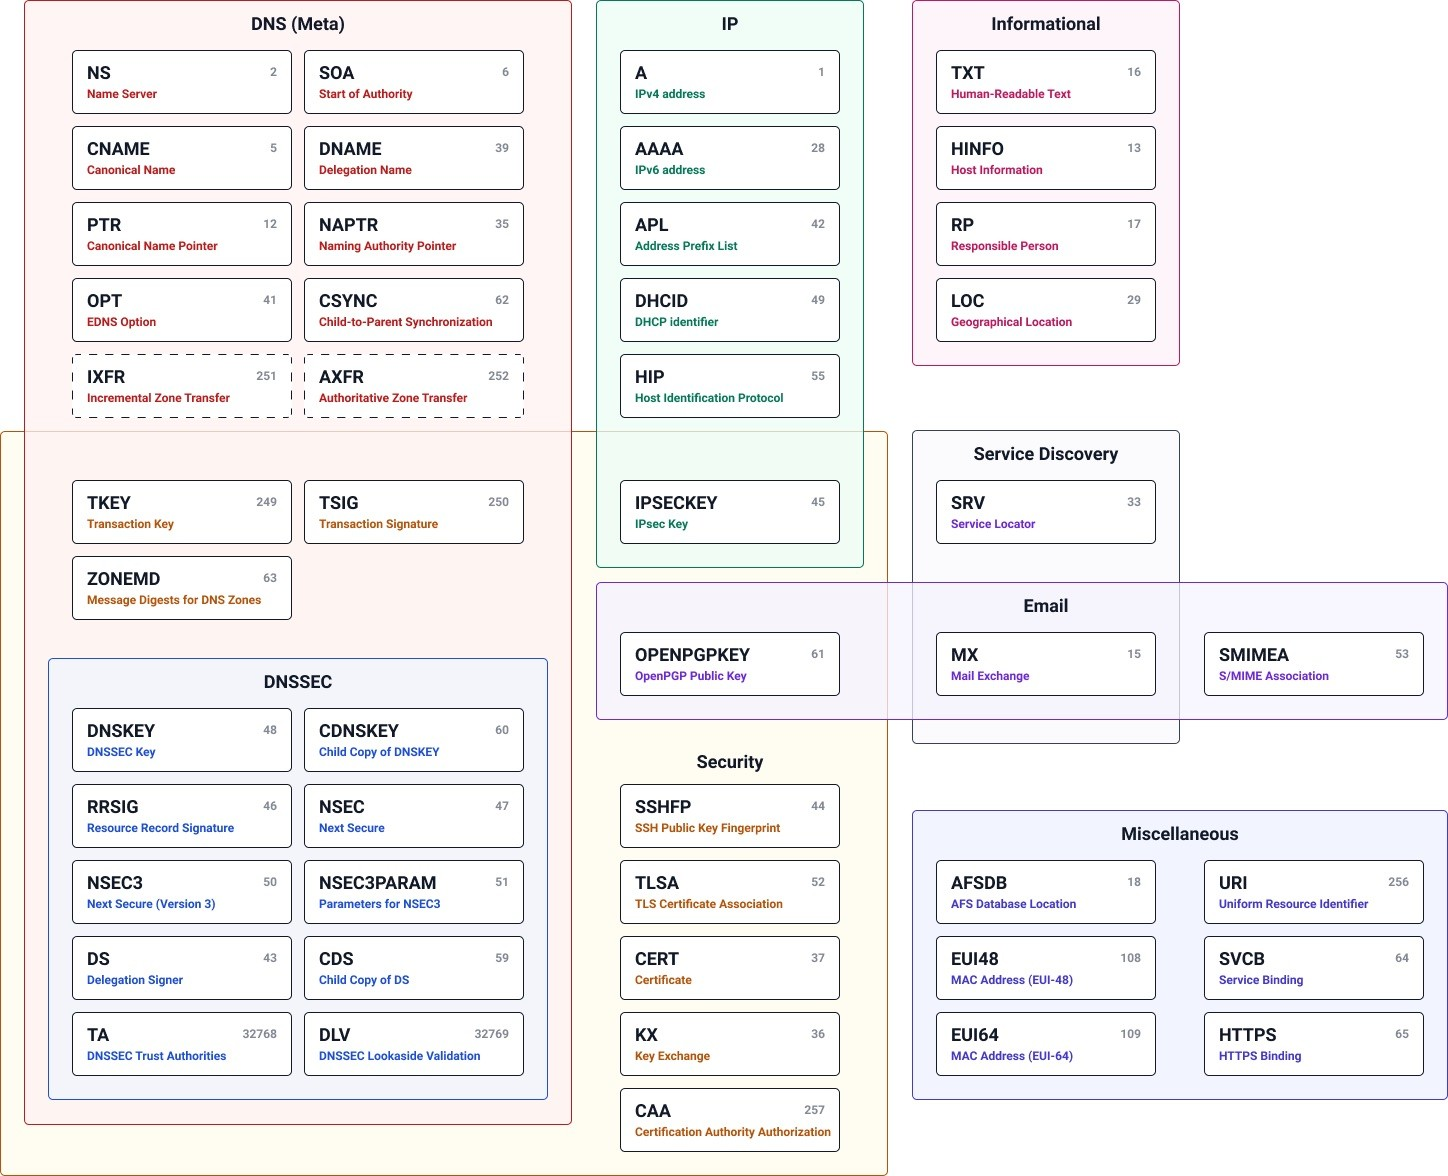 DNS (Meta)
NS 2
Name Server
SOA 6
Start of Authority
CNAME 5
Canonical Name
DNAME 39
Delegation Name
PTR 12
Canonical Name Pointer
NAPTR 35
Naming Authority Pointer
OPT 41
EDNS Option
CSYNC 62
Child-to-Parent Synchronization
IXFR 251
Incremental Zone Transfer
AXFR 252
Authoritative Zone Transfer
TKEY 249
Transaction Key
TSIG 250
Transaction Signature
ZONEMD 63
Message Digests for DNS Zones
DNSSEC
DNSKEY 48
DNSSEC Key
CDNSKEY 60
Child Copy of DNSKEY
RRSIG 46
Resource Record Signature
NSEC 47
Next Secure
NSEC3 50
Next Secure (Version 3)
NSEC3PARAM 51
Parameters for NSEC3
DS 43
Delegation Signer
CDS 59
Child Copy of DS
TA 32768
DNSSEC Trust Authorities
DLV 32769
DNSSEC Lookaside Validation
IP
A 1
IPv4 address
AAAA 28
IPv6 address
APL 42
Address Prefix List
DHCID 49
DHCP identifier
HIP 55
Host Identification Protocol
IPSECKEY 45
IPsec Key
Informational
TXT 16
Human-Readable Text
HINFO 13
Host Information
RP 17
Responsible Person
LOC 29
Geographical Location
Service Discovery
SRV 33
Service Locator
Email
OPENPGPKEY 61
OpenPGP Public Key
MX 15
Mail Exchange
SMIMEA 53
S/MIME Association
Security
SSHFP 44
SSH Public Key Fingerprint
TLSA 52
TLS Certificate Association
CERT 37
Certificate
KX 36
Key Exchange
CAA 257
Certification Authority Authorization
Miscellaneous
AFSDB 18
AFS Database Location
URI 256
Uniform Resource Identifier
EUI48 108
MAC Address (EUI-48)
SVCB 64
Service Binding
EUI64 109
MAC Address (EUI-64)
HTTPS 65
HTTPS Binding